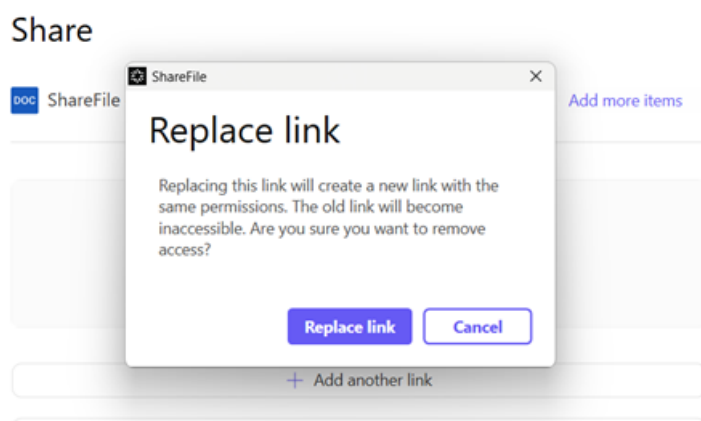 Share
ShareFile
DOC
ShareFile
Add more items
Replace link
Replacing this link will create a new link with the
same permissions. The old link will become
inaccessible. Are you sure you want to remove
access?
Replace link
Cancel
Add another link